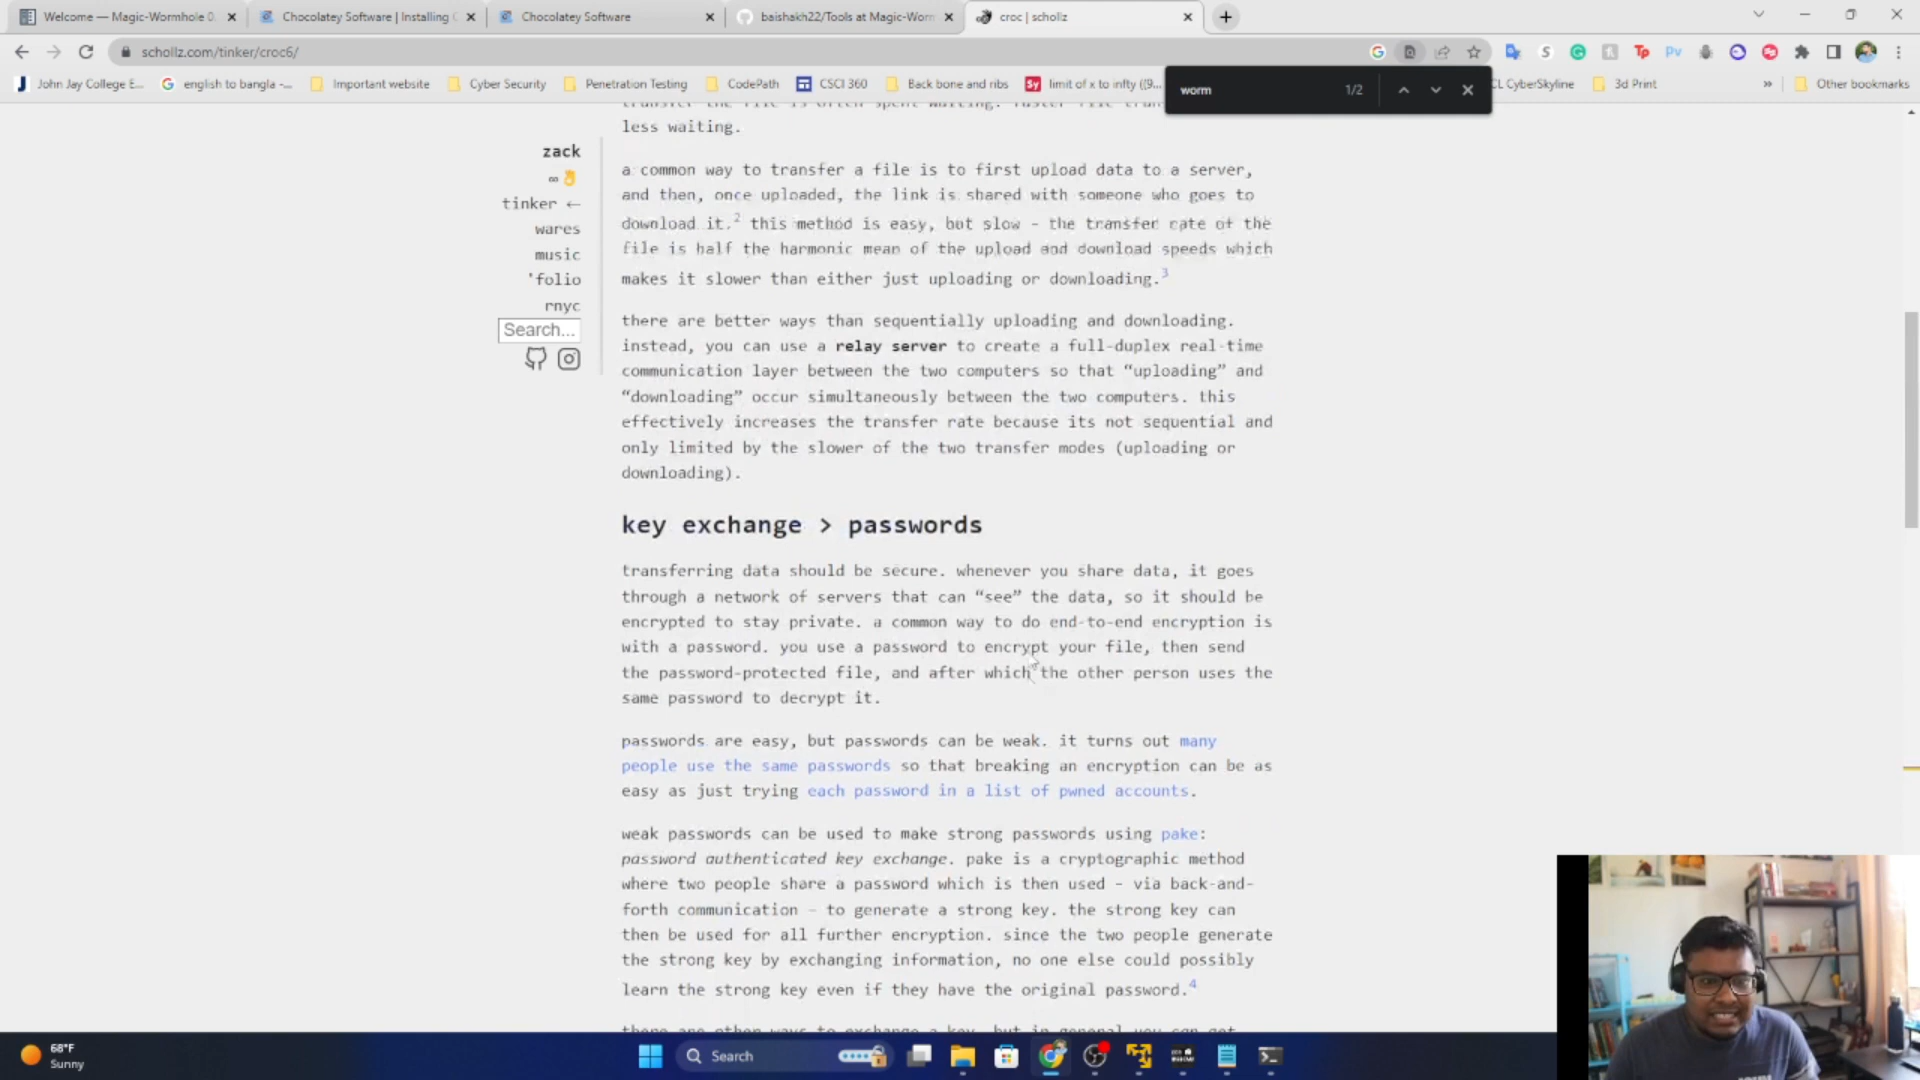 Welcome — Magic-Wormhole 0.
Chocolatey Software | Installing C
Chocolatey Software
baishakh22/Tools at Magic-Worm
croc | schollz
schollz.com/tinker/croc6/
John Jay College E...
english to bangla -...
Important website
Cyber Security
Penetration Testing
CodePath
CSCI 360
Back bone and ribs
limit of x to infty ((9...
CL CyberSkyline
3d Print
Other bookmarks
worm
1/2
less waiting.
zack
tinker ←
wares
music
'folio
rnyc
Search...
a common way to transfer a file is to first upload data to a server,
and then, once uploaded, the link is shared with someone who goes to
download it.2 this method is easy, but slow - the transfer rate of the
file is half the harmonic mean of the upload and download speeds which
makes it slower than either just uploading or downloading.3
there are better ways than sequentially uploading and downloading.
instead, you can use a relay server to create a full-duplex real-time
communication layer between the two computers so that “uploading” and
“downloading” occur simultaneously between the two computers. this
effectively increases the transfer rate because its not sequential and
only limited by the slower of the two transfer modes (uploading or
downloading).
key exchange > passwords
transferring data should be secure. whenever you share data, it goes
through a network of servers that can “see” the data, so it should be
encrypted to stay private. a common way to do end-to-end encryption is
with a password. you use a password to encrypt your file, then send
the password-protected file, and after which the other person uses the
same password to decrypt it.
passwords are easy, but passwords can be weak. it turns out many
people use the same passwords so that breaking an encryption can be as
easy as just trying each password in a list of pwned accounts.
weak passwords can be used to make strong passwords using pake:
password authenticated key exchange. pake is a cryptographic method
where two people share a password which is then used - via back-and-
forth communication - to generate a strong key. the strong key can
then be used for all further encryption. since the two people generate
the strong key by exchanging information, no one else could possibly
learn the strong key even if they have the original password.4
there are other ways to exchange a key, but in general you can get
68°F
Sunny
Search